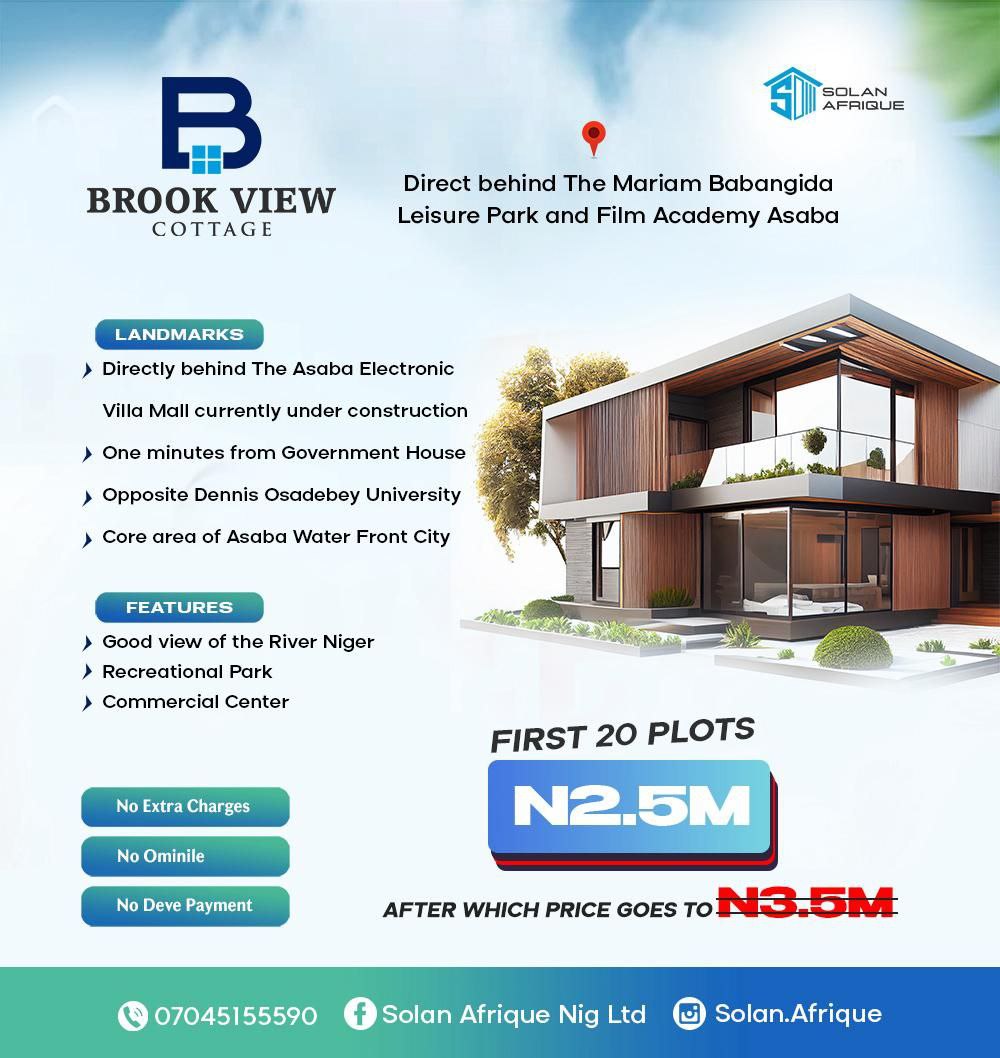 B
BROOK VIEW
COTTAGE
SOLAN
AFRIQUE
Direct behind The Mariam Babangida
Leisure Park and Film Academy Asaba
LANDMARKS
Directly behind The Asaba Electronic
Villa Mall currently under construction
One minutes from Government House
Opposite Dennis Osadebey University
Core area of Asaba Water Front City
FEATURES
Good view of the River Niger
Recreational Park
Commercial Center
FIRST 20 PLOTS
N2.5M
AFTER WHICH PRICE GOES TO N3.5M
No Extra Charges
No Ominile
No Deve Payment
07045155590 Solan Afrique Nig Ltd Solan.Afrique